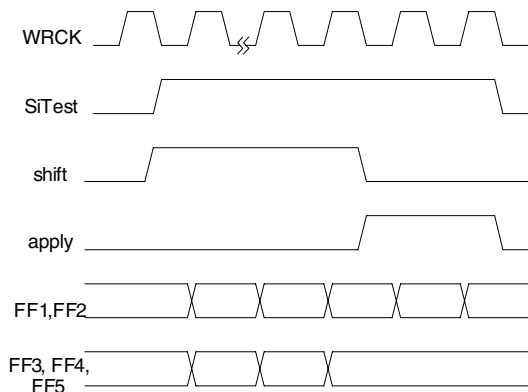 WRCK
SiTest
shift
apply
FF1,FF2
FF3, FF4,
FF5